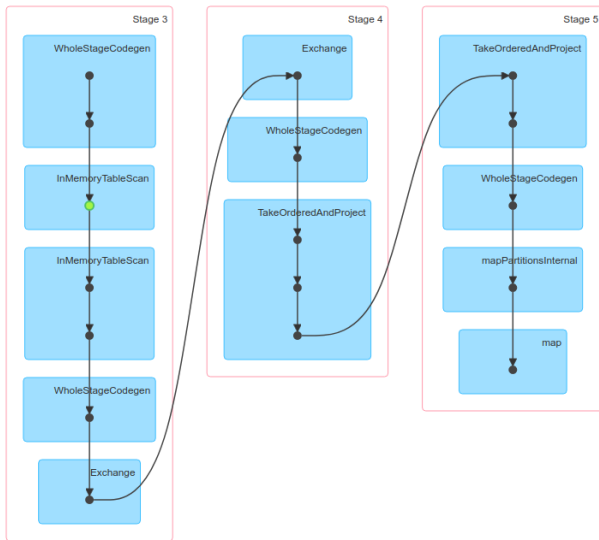 Stage 3
WholeStageCodegen
InMemoryTableScan
InMemoryTableScan
WholeStageCodegen
Exchange
Stage 4
Exchange
WholeStageCodegen
TakeOrderedAndProject
Stage 5
TakeOrderedAndProject
WholeStageCodegen
mapPartitionsInternal
map